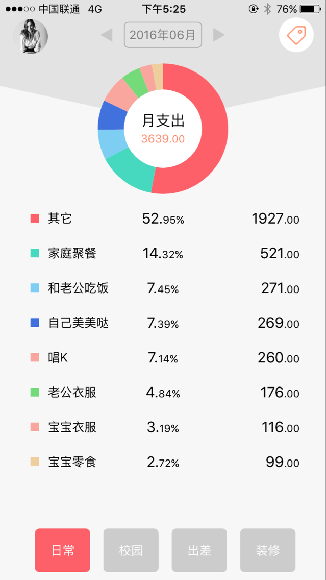 中国联通 4G 下午5:25 76%
2016年06月
月支出
3639.00
其它 52.95% 1927.00
家庭聚餐 14.32% 521.00
和老公吃饭 7.45% 271.00
自己美美哒 7.39% 269.00
唱K 7.14% 260.00
老公衣服 4.84% 176.00
宝宝衣服 3.19% 116.00
宝宝零食 2.72% 99.00
日常 校园 出差 装修